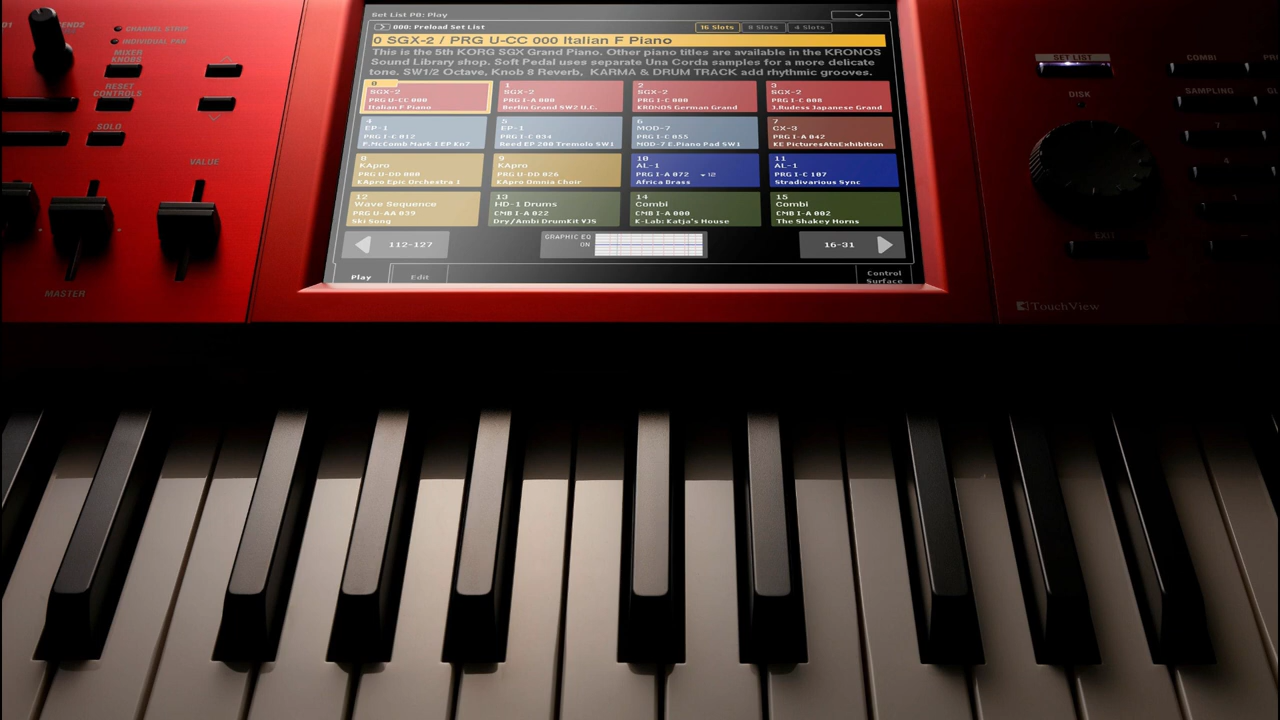 END2
CHANNEL STRIP
INDIVIDUAL PAN
MIXER
KNOBS
RESET
CONTROLS
SOLO
VALUE
MASTER
Set List P0: Play
000: Preload Set List
16 Slots
8 Slots
4 Slots
0 SGX-2 / PRG U-CC 000 Italian F Piano
This is the 5th KORG SGX Grand Piano. Other piano titles are available in the KRONOS
Sound Library shop. Soft Pedal uses separate Una Corda samples for a more delicate
tone. SW1/2 Octave, Knob 8 Reverb, KARMA & DRUM TRACK add rhythmic grooves.
0
SGX-2
PRG U-CC 000
Italian F Piano
1
SGX-2
PRG I-A 000
Berlin Grand SW2 U.C.
2
SGX-2
PRG I-C 000
KRONOS German Grand
3
SGX-2
PRG I-C 008
J.Rudess Japanese Grand
4
EP-1
PRG I-C 012
F.McComb Mark I EP Kn7
5
EP-1
PRG I-C 034
Reed EP 200 Tremolo SW1
6
MOD-7
PRG I-C 055
MOD-7 E.Piano Pad SW1
7
CX-3
PRG I-A 042
KE PicturesAtnExhibition
8
KApro
PRG U-DD 000
KApro Epic Orchestra 1
9
KApro
PRG U-DD 026
KApro Omnia Choir
10
AL-1
PRG I-A 072
12
Africa Brass
11
AL-1
PRG I-C 107
Stradivarious Sync
12
Wave Sequence
PRG U-AA 039
Ski Song
13
HD-1 Drums
CMB I-A 022
Dry/Ambi DrumKit VJS
14
Combi
CMB I-A 000
K-Lab: Katja's House
15
Combi
CMB I-A 002
The Shakey Horns
112-127
GRAPHIC EQ
ON
16-31
Play
Edit
Control
Surface
SET LIST
COMBI
PR
DISK
SAMPLING
GL
7
4
1
EXIT
TouchView